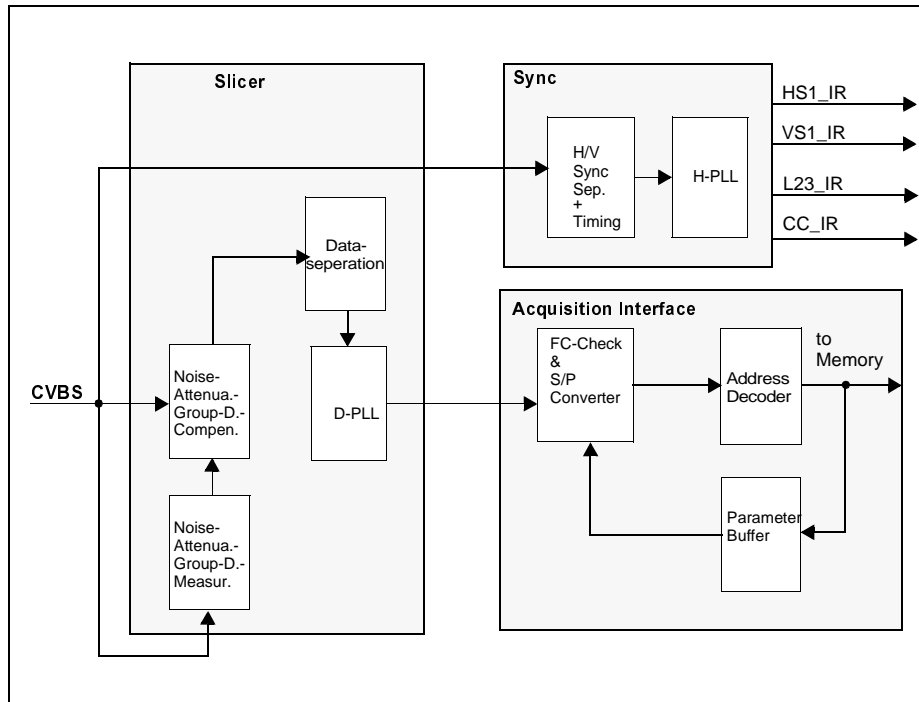 Slicer
Sync
HS1_IR
VS1_IR
L23_IR
CC_IR
H/V
Sync
Sep.
+
Timing
H-PLL
Data-
seperation
Acquisition Interface
FC-Check
&
S/P
Converter
Address
Decoder
to
Memory
CVBS
Noise-
Attenua.-
Group-D.-
Compen.
D-PLL
Noise-
Attenua.-
Group-D.-
Measur.
Parameter
Buffer